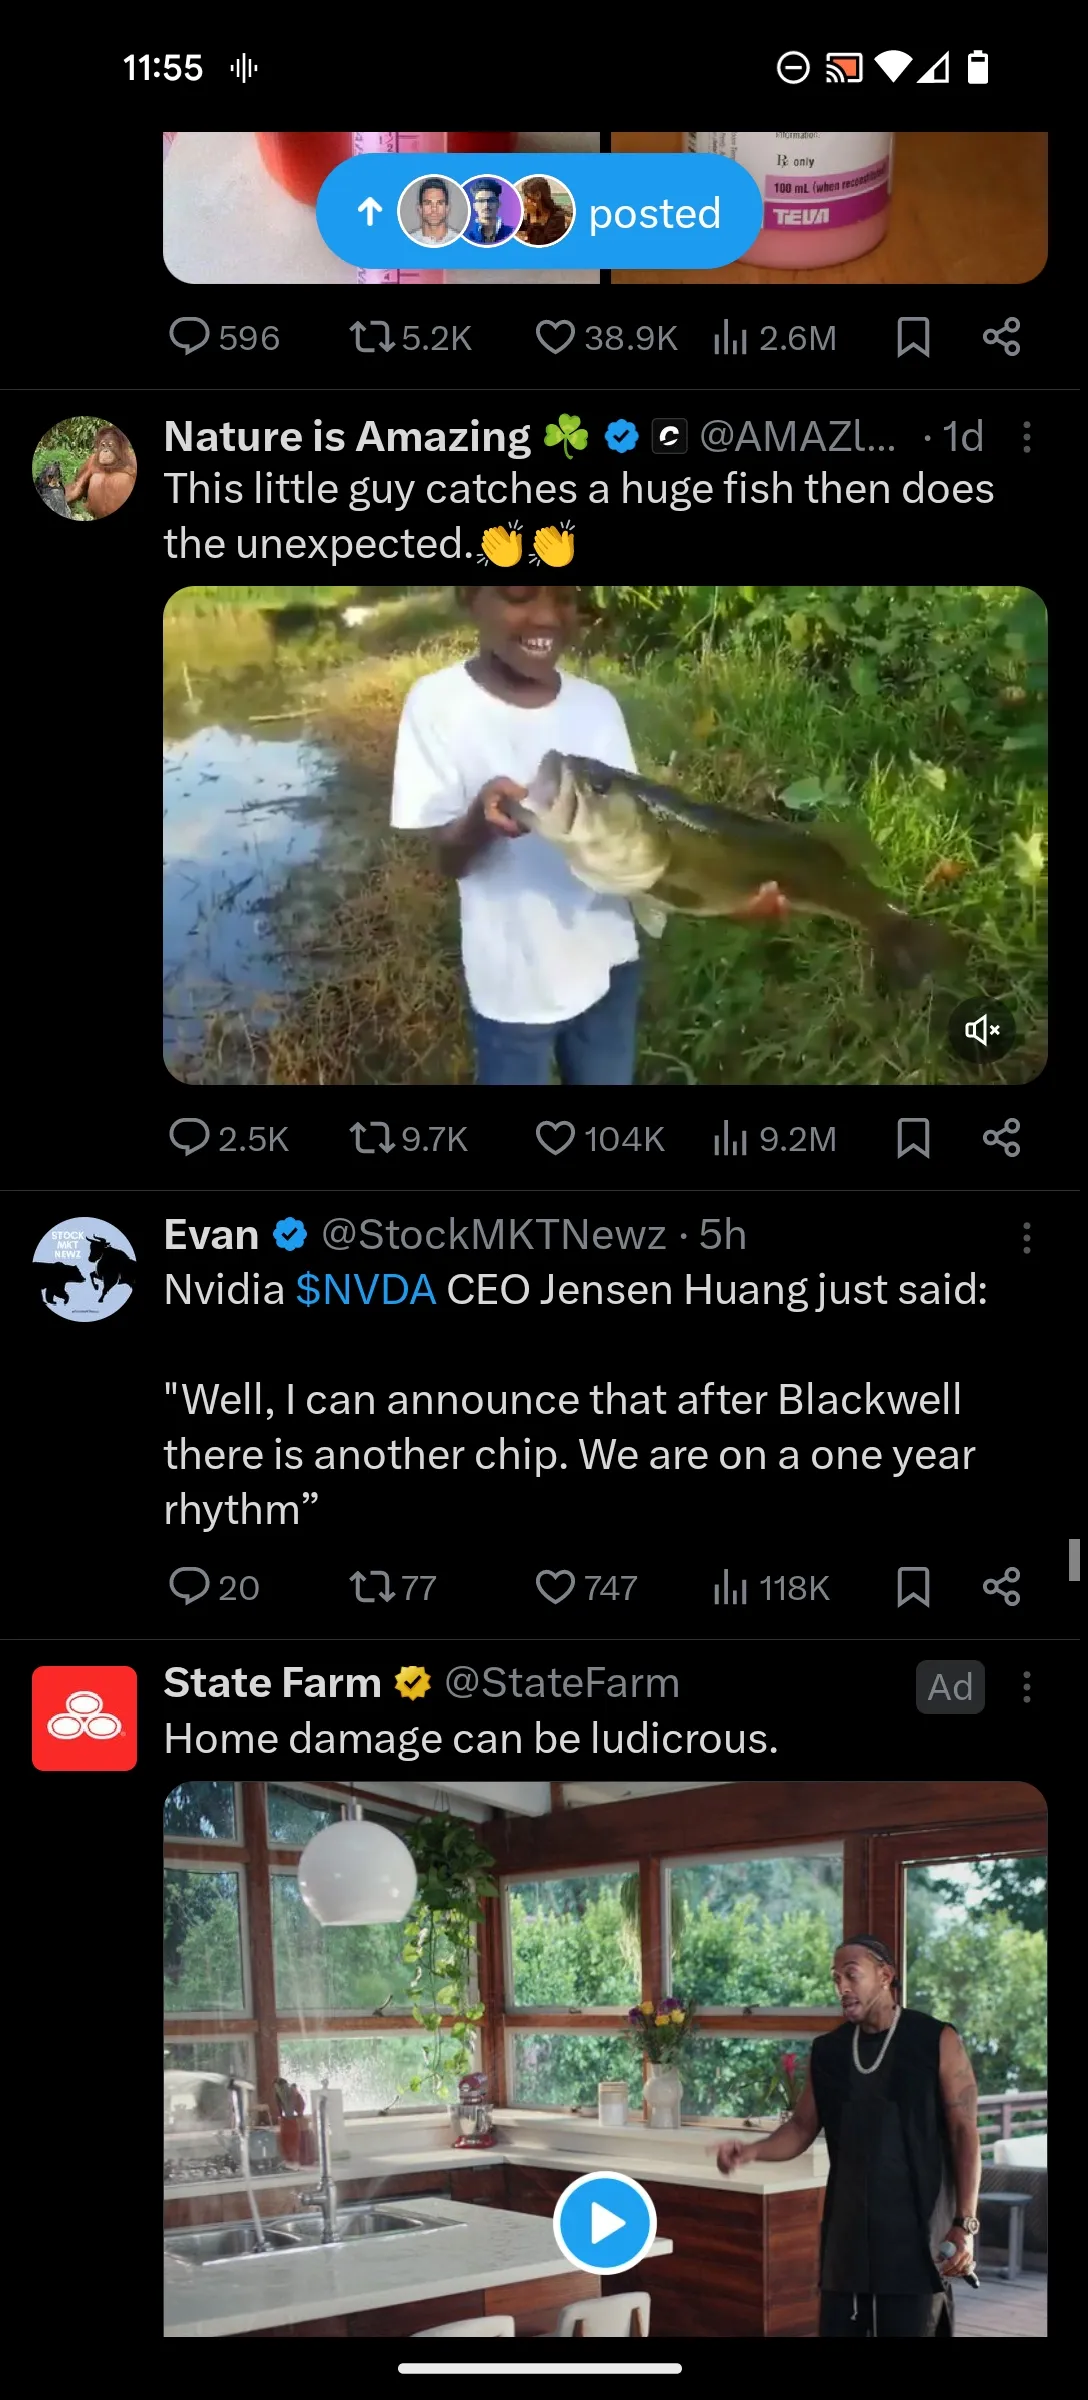 11:55
Information.
Rx only
100 mL (when reconstituted)
TEVA
posted
596 5.2K 38.9K 2.6M
Nature is Amazing ☘️ @AMAZl... · 1d
This little guy catches a huge fish then does
the unexpected.👏👏
2.5K 9.7K 104K 9.2M
STOCK
MKT
NEWZ
Evan @StockMKTNewz · 5h
Nvidia $NVDA CEO Jensen Huang just said:
"Well, I can announce that after Blackwell
there is another chip. We are on a one year
rhythm”
20 77 747 118K
State Farm @StateFarm Ad
Home damage can be ludicrous.